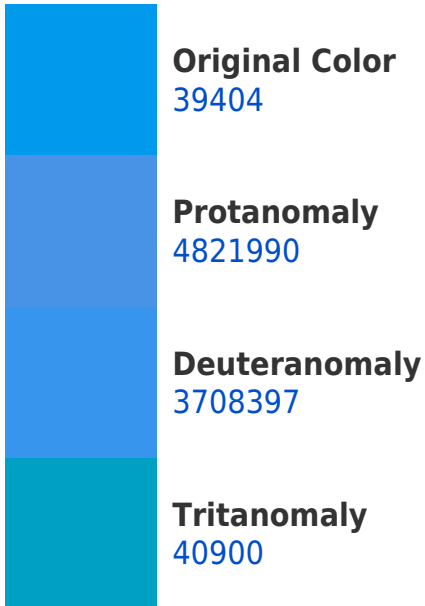 Original Color
39404
Protanomaly
4821990
Deuteranomaly
3708397
Tritanomaly
40900